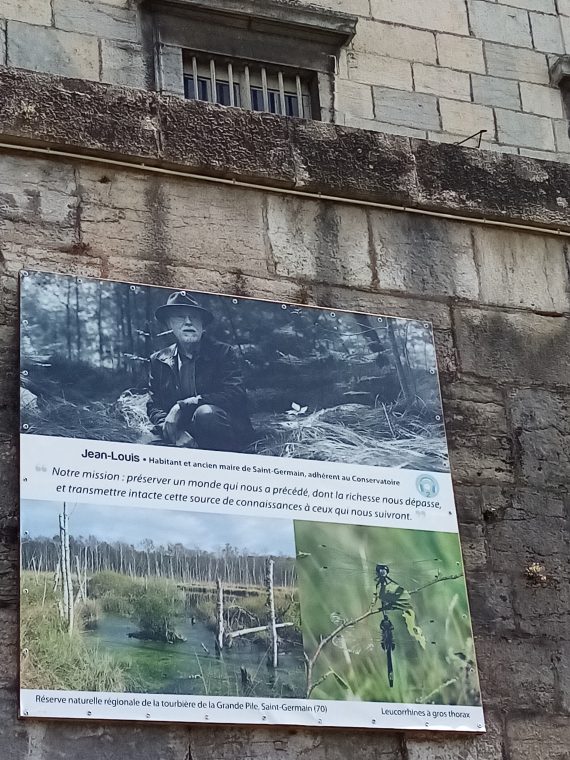 Jean-Louis • Habitant et ancien maire de Saint-Germain, adhérent au Conservatoire
“ Notre mission : préserver un monde qui nous a précédé, dont la richesse nous dépasse,
et transmettre intacte cette source de connaissances à ceux qui nous suivront. ”
Réserve naturelle régionale de la tourbière de la Grande Pile, Saint-Germain (70)
Leucorrhines à gros thorax